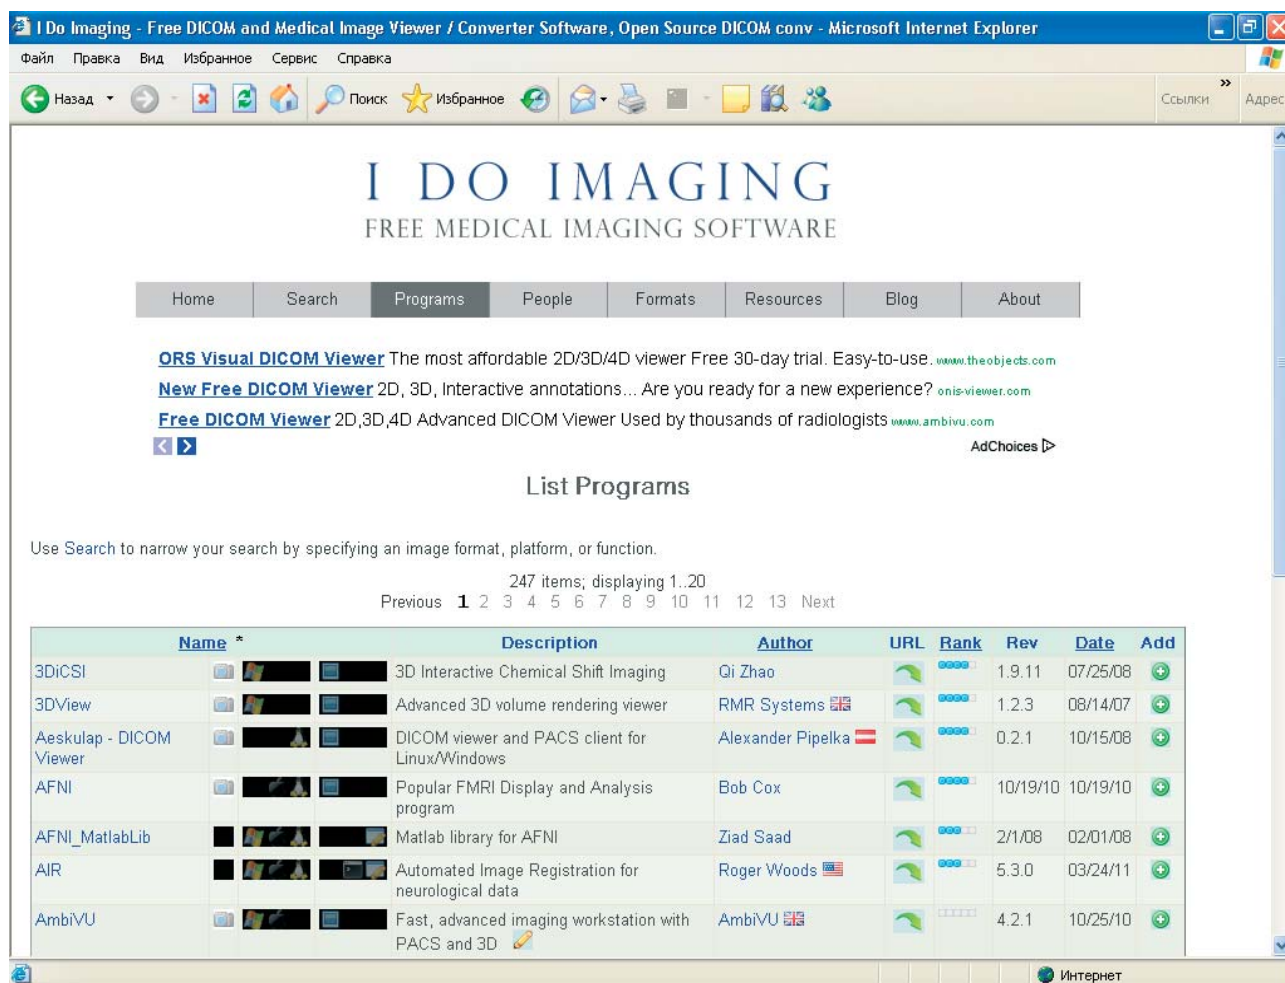 I Do Imaging - Free DICOM and Medical Image Viewer / Converter Software, Open Source DICOM conv - Microsoft Internet Explorer
Файл Правка Вид Избранное Сервис Справка
Назад Поиск Избранное Ссылки » Адрес
I DO IMAGING
FREE MEDICAL IMAGING SOFTWARE
Home Search Programs People Formats Resources Blog About
ORS Visual DICOM Viewer The most affordable 2D/3D/4D viewer Free 30-day trial. Easy-to-use. www.theobjects.com
New Free DICOM Viewer 2D, 3D, Interactive annotations... Are you ready for a new experience? onis-viewer.com
Free DICOM Viewer 2D,3D,4D Advanced DICOM Viewer Used by thousands of radiologists www.ambivu.com
AdChoices
List Programs
Use Search to narrow your search by specifying an image format, platform, or function.
247 items; displaying 1..20
Previous 1 2 3 4 5 6 7 8 9 10 11 12 13 Next
Name * Description Author URL Rank Rev Date Add
3DiCSI 3D Interactive Chemical Shift Imaging Qi Zhao 1.9.11 07/25/08
3DView Advanced 3D volume rendering viewer RMR Systems 1.2.3 08/14/07
Aeskulap - DICOM Viewer DICOM viewer and PACS client for Linux/Windows Alexander Pipelka 0.2.1 10/15/08
AFNI Popular FMRI Display and Analysis program Bob Cox 10/19/10 10/19/10
AFNI_MatlabLib Matlab library for AFNI Ziad Saad 2/1/08 02/01/08
AIR Automated Image Registration for neurological data Roger Woods 5.3.0 03/24/11
AmbiVU Fast, advanced imaging workstation with PACS and 3D AmbiVU 4.2.1 10/25/10
Интернет